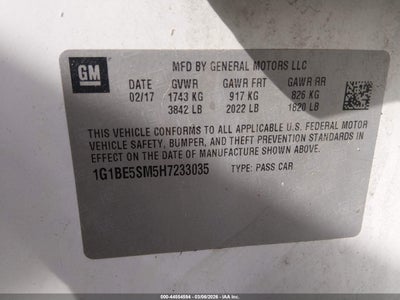 GM
MFD BY GENERAL MOTORS LLC
DATE GVWR GAWR FRT GAWR RR
02/17 1743 KG 917 KG 826 KG
3842 LB 2022 LB 1820 LB
THIS VEHICLE CONFORMS TO ALL APPLICABLE U.S. FEDERAL MOTOR
VEHICLE SAFETY, BUMPER, AND THEFT PREVENTION STANDARDS IN
EFFECT ON THE DATE OF MANUFACTURE SHOWN ABOVE.
1G1BE5SM5H7233035 TYPE: PASS CAR
000-44554594 - 03/06/2026 - IAA Inc.